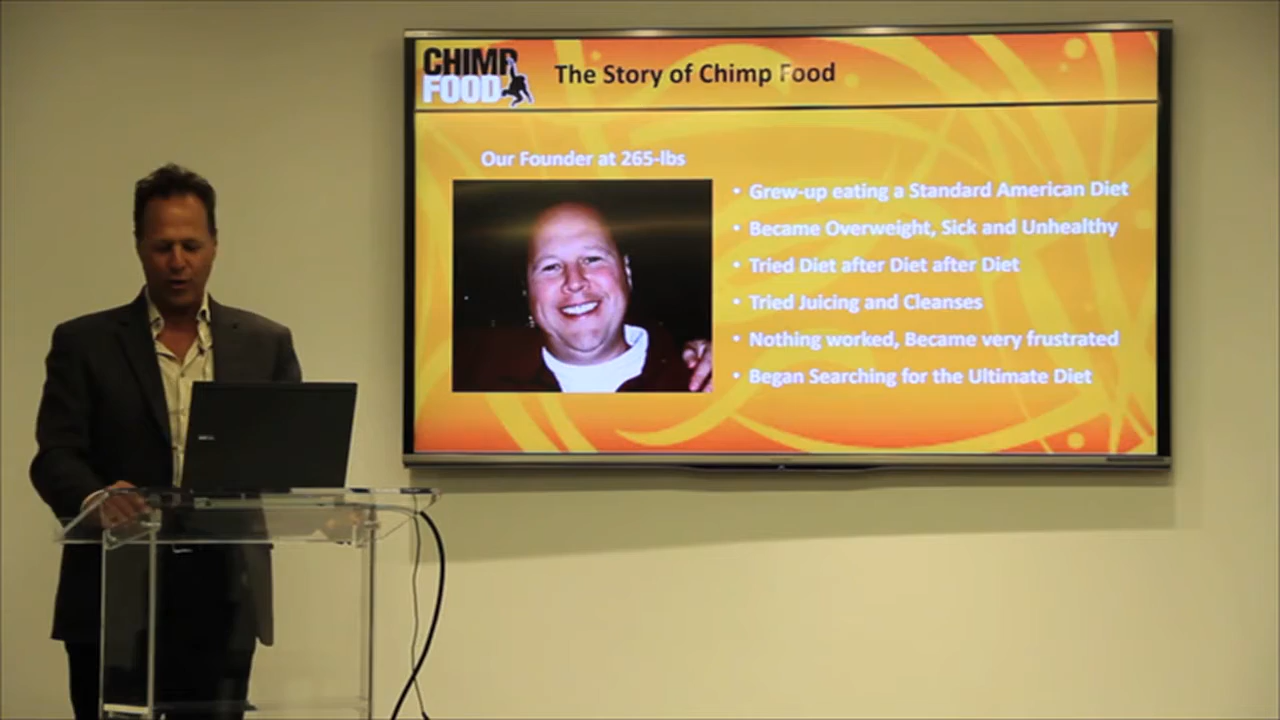 CHIMP
FOOD
The Story of Chimp Food
Our Founder at 265-lbs
• Grew-up eating a Standard American Diet
• Became Overweight, Sick and Unhealthy
• Tried Diet after Diet after Diet
• Tried Juicing and Cleanses
• Nothing worked, Became very frustrated
• Began Searching for the Ultimate Diet